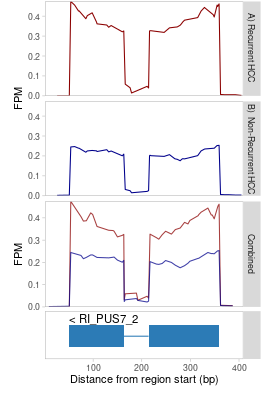 0.4
0.3
0.2
0.1
0.0
A) Recurrent HCC
FPM
0.4
0.3
0.2
0.1
0.0
B) Non-Recurrent HCC
0.4
0.3
0.2
0.1
0.0
Combined
FPM
< RI_PUS7_2
100 200 300 400
Distance from region start (bp)